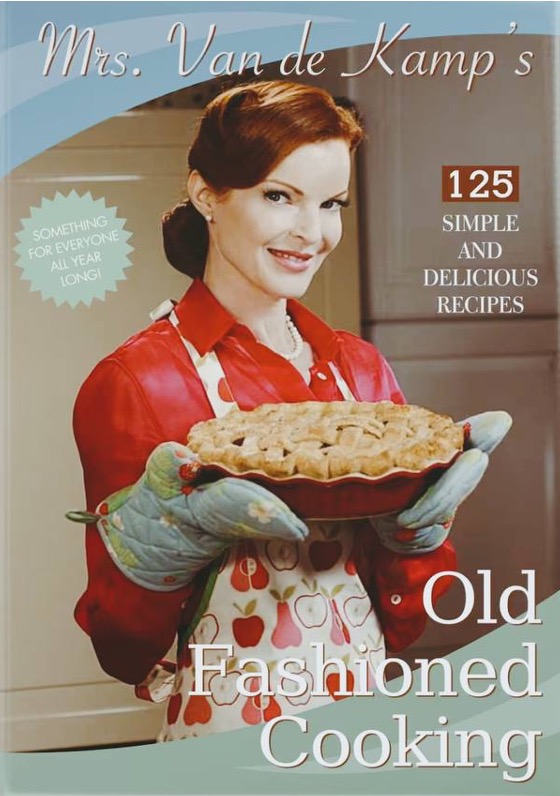 Mrs. Van de Kamp's
125
SIMPLE
AND
DELICIOUS
RECIPES
SOMETHING
FOR EVERYONE
ALL YEAR
LONG!
Old
Fashioned
Cooking